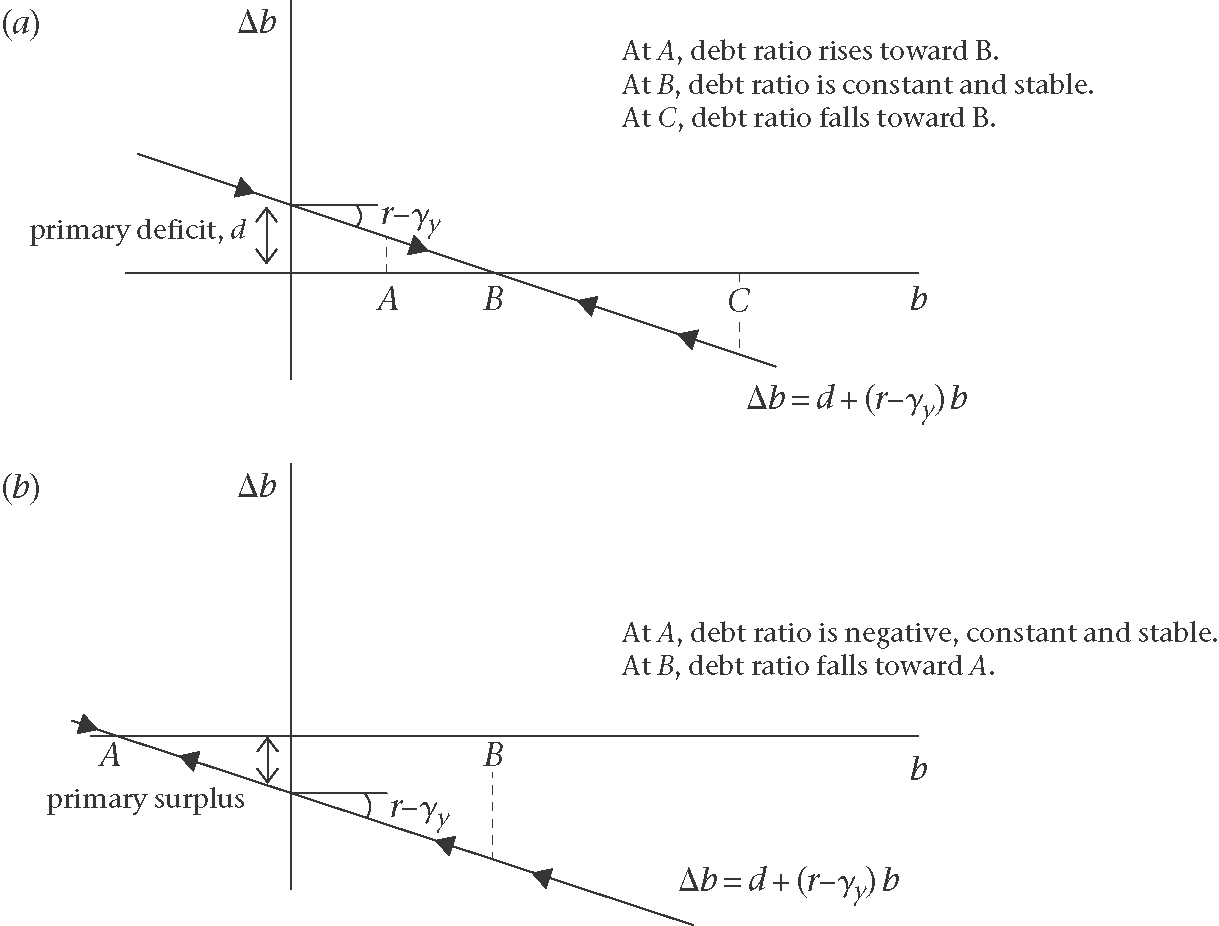 (a)
Δb
At A, debt ratio rises toward B.
At B, debt ratio is constant and stable.
At C, debt ratio falls toward B.
r–γy
primary deficit, d
A
B
C
b
Δb = d + (r–γy) b
(b)
Δb
At A, debt ratio is negative, constant and stable.
At B, debt ratio falls toward A.
A
B
b
primary surplus
r–γy
Δb = d + (r–γy) b